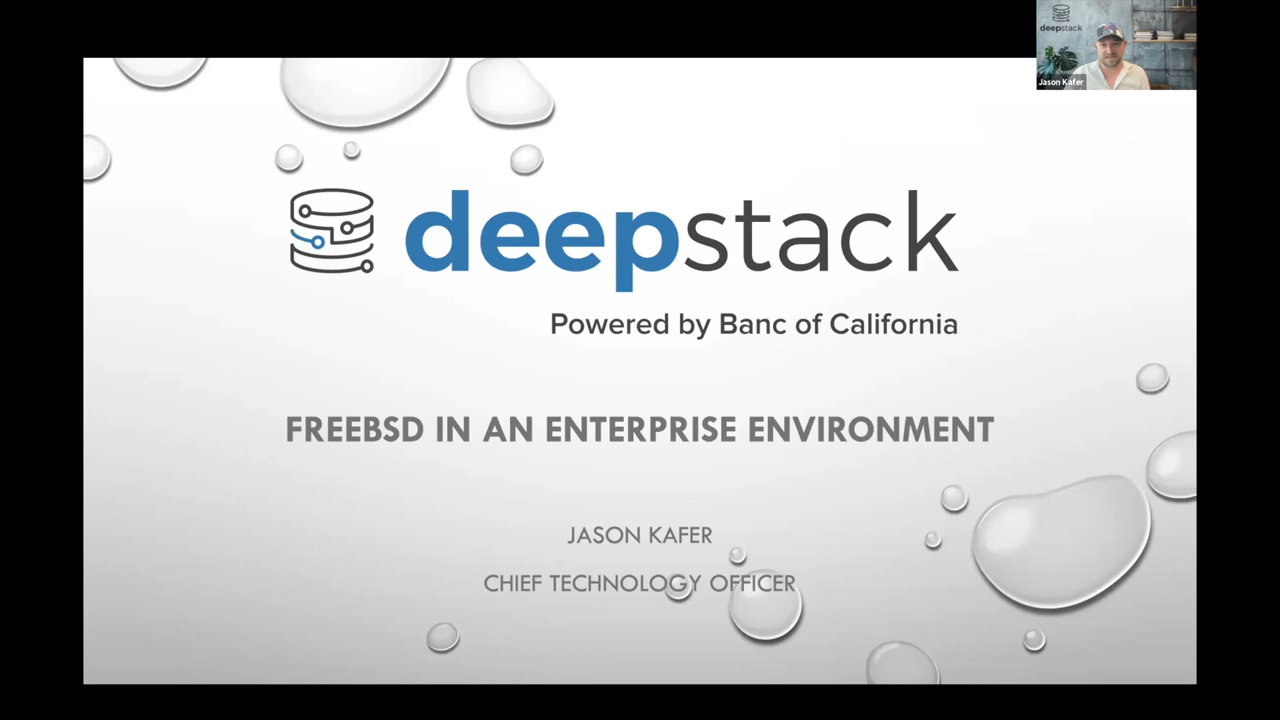 deepstack
Jason Kafer
deepstack
Powered by Banc of California
FREEBSD IN AN ENTERPRISE ENVIRONMENT
JASON KAFER
CHIEF TECHNOLOGY OFFICER